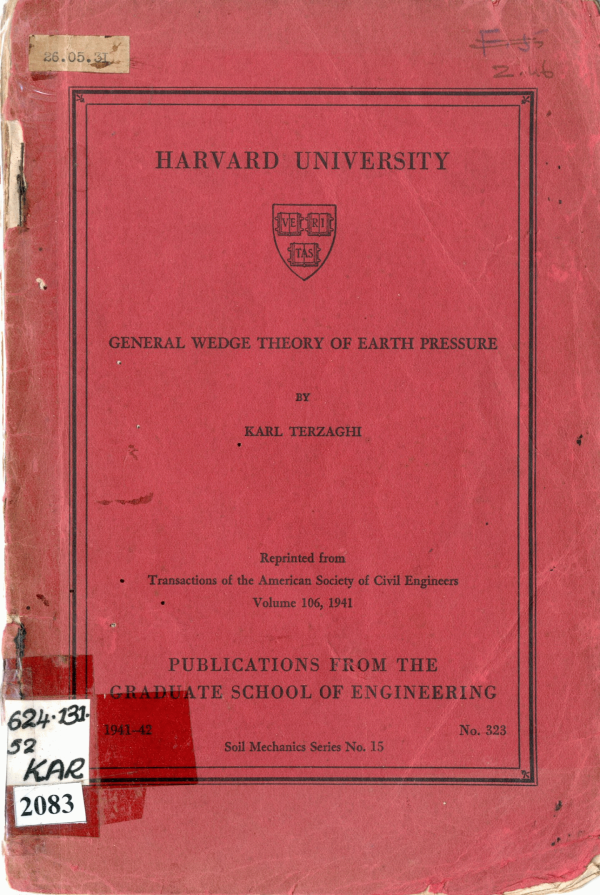 26.05.31
2.46
HARVARD UNIVERSITY
VE RI
TAS
GENERAL WEDGE THEORY OF EARTH PRESSURE
BY
KARL TERZAGHI
Reprinted from
Transactions of the American Society of Civil Engineers
Volume 106, 1941
PUBLICATIONS FROM THE
GRADUATE SCHOOL OF ENGINEERING
1941-42 No. 323
Soil Mechanics Series No. 15
624.131.
52
KAR
2083